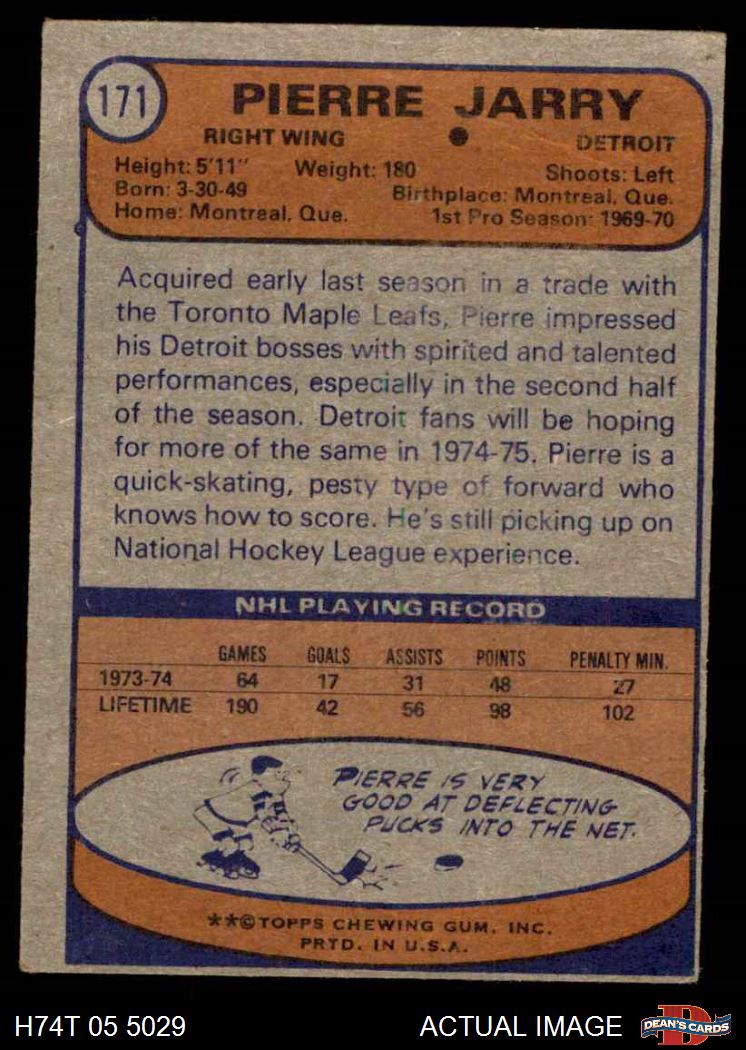 171
PIERRE JARRY
RIGHT WING • DETROIT
Height: 5'11" Weight: 180 Shoots: Left
Born: 3-30-49 Birthplace: Montreal, Que.
Home: Montreal, Que. 1st Pro Season: 1969-70
Acquired early last season in a trade with
the Toronto Maple Leafs, Pierre impressed
his Detroit bosses with spirited and talented
performances, especially in the second half
of the season. Detroit fans will be hoping
for more of the same in 1974-75. Pierre is a
quick-skating, pesty type of forward who
knows how to score. He's still picking up on
National Hockey League experience.
NHL PLAYING RECORD
GAMES GOALS ASSISTS POINTS PENALTY MIN.
1973-74 64 17 31 48 27
LIFETIME 190 42 56 98 102
PIERRE IS VERY
GOOD AT DEFLECTING
PUCKS INTO THE NET.
**©TOPPS CHEWING GUM, INC.
PRTD. IN U.S.A.
H74T 05 5029 ACTUAL IMAGE D DEAN'S CARDS